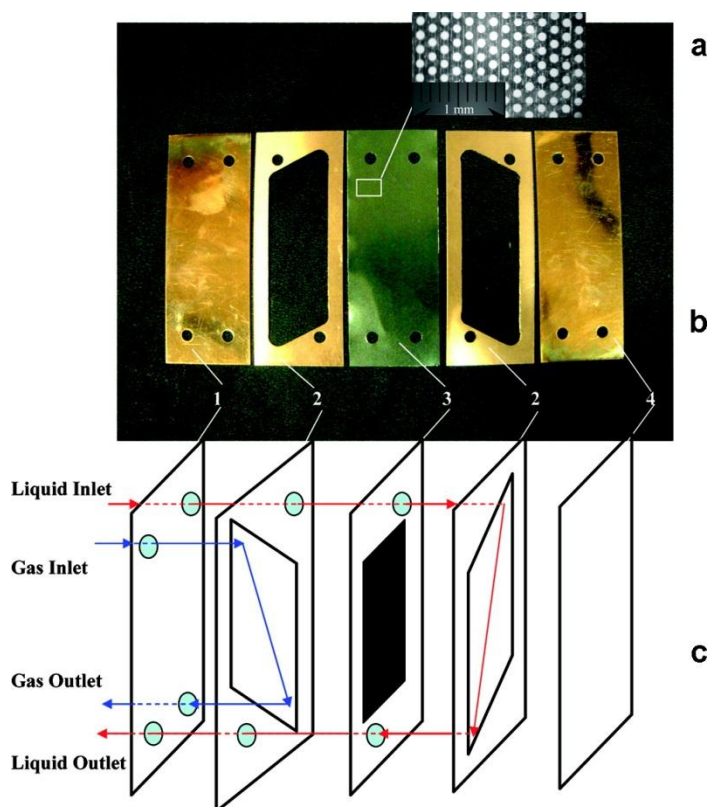 a
1 mm
b
1 2 3 2 4
Liquid Inlet
Gas Inlet
c
Gas Outlet
Liquid Outlet